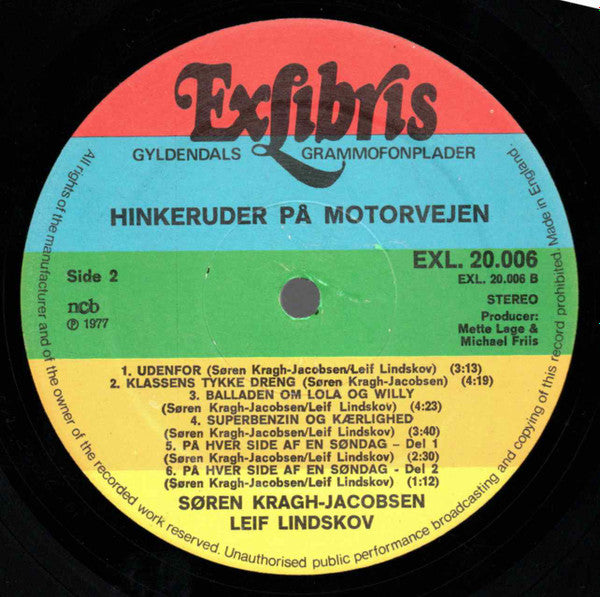 ExLibris
GYLDENDALS GRAMMOFONPLADER
HINKERUDER PÅ MOTORVEJEN
Side 2
ncb
℗ 1977
EXL. 20.006
EXL. 20.006 B
STEREO
Producer:
Mette Lage &
Michael Friis
1. UDENFOR (Søren Kragh-Jacobsen/Leif Lindskov) (3:13)
2. KLASSENS TYKKE DRENG (Søren Kragh-Jacobsen) (4:19)
3. BALLADEN OM LOLA OG WILLY
(Søren Kragh-Jacobsen/Leif Lindskov) (4:23)
4. SUPERBENZIN OG KÆRLIGHED
(Søren Kragh-Jacobsen/Leif Lindskov) (3:40)
5. PÅ HVER SIDE AF EN SØNDAG – Del 1
(Søren Kragh-Jacobsen/Leif Lindskov) (2:30)
6. PÅ HVER SIDE AF EN SØNDAG - Del 2
(Søren Kragh-Jacobsen/Leif Lindskov) (1:12)
SØREN KRAGH-JACOBSEN
LEIF LINDSKOV
All rights of the manufacturer and of the owner of the recorded work reserved. Unauthorised public performance broadcasting and copying of this record prohibited. Made in England.